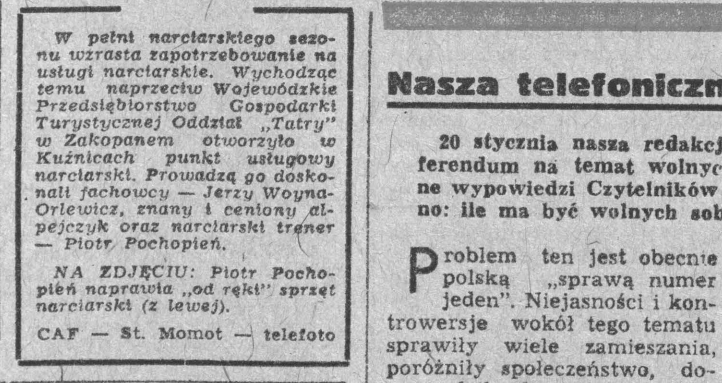 W pełni narciarskiego sezo-
nu wzrasta zapotrzebowanie na
usługi narciarskie. Wychodząc
temu naprzeciw Wojewódzkie
Przedsiębiorstwo Gospodarki
Turystycznej Oddział „Tatry"
w Zakopanem otworzyło w
Kuźnicach punkt usługowy
narciarski. Prowadzą go dosko-
nali fachowcy — Jerzy Woyna-
Orlewicz, znany i ceniony al-
pejczyk oraz narciarski trener
— Piotr Pochopień.
NA ZDJĘCIU: Piotr Pocho-
pień naprawia „od ręki" sprzęt
narciarski (z lewej).
CAF — St. Momot — telefoto
Nasza telefoniczn
20 stycznia nasza redakcj
ferendum na temat wolnyc
ne wypowiedzi Czytelników
no: ile ma być wolnych sob
Problem ten jest obecnie
polską „sprawą numer
jeden". Niejasności i kon-
trowersje wokół tego tematu
sprawiły wiele zamieszania,
poróżniły społeczeństwo, do-